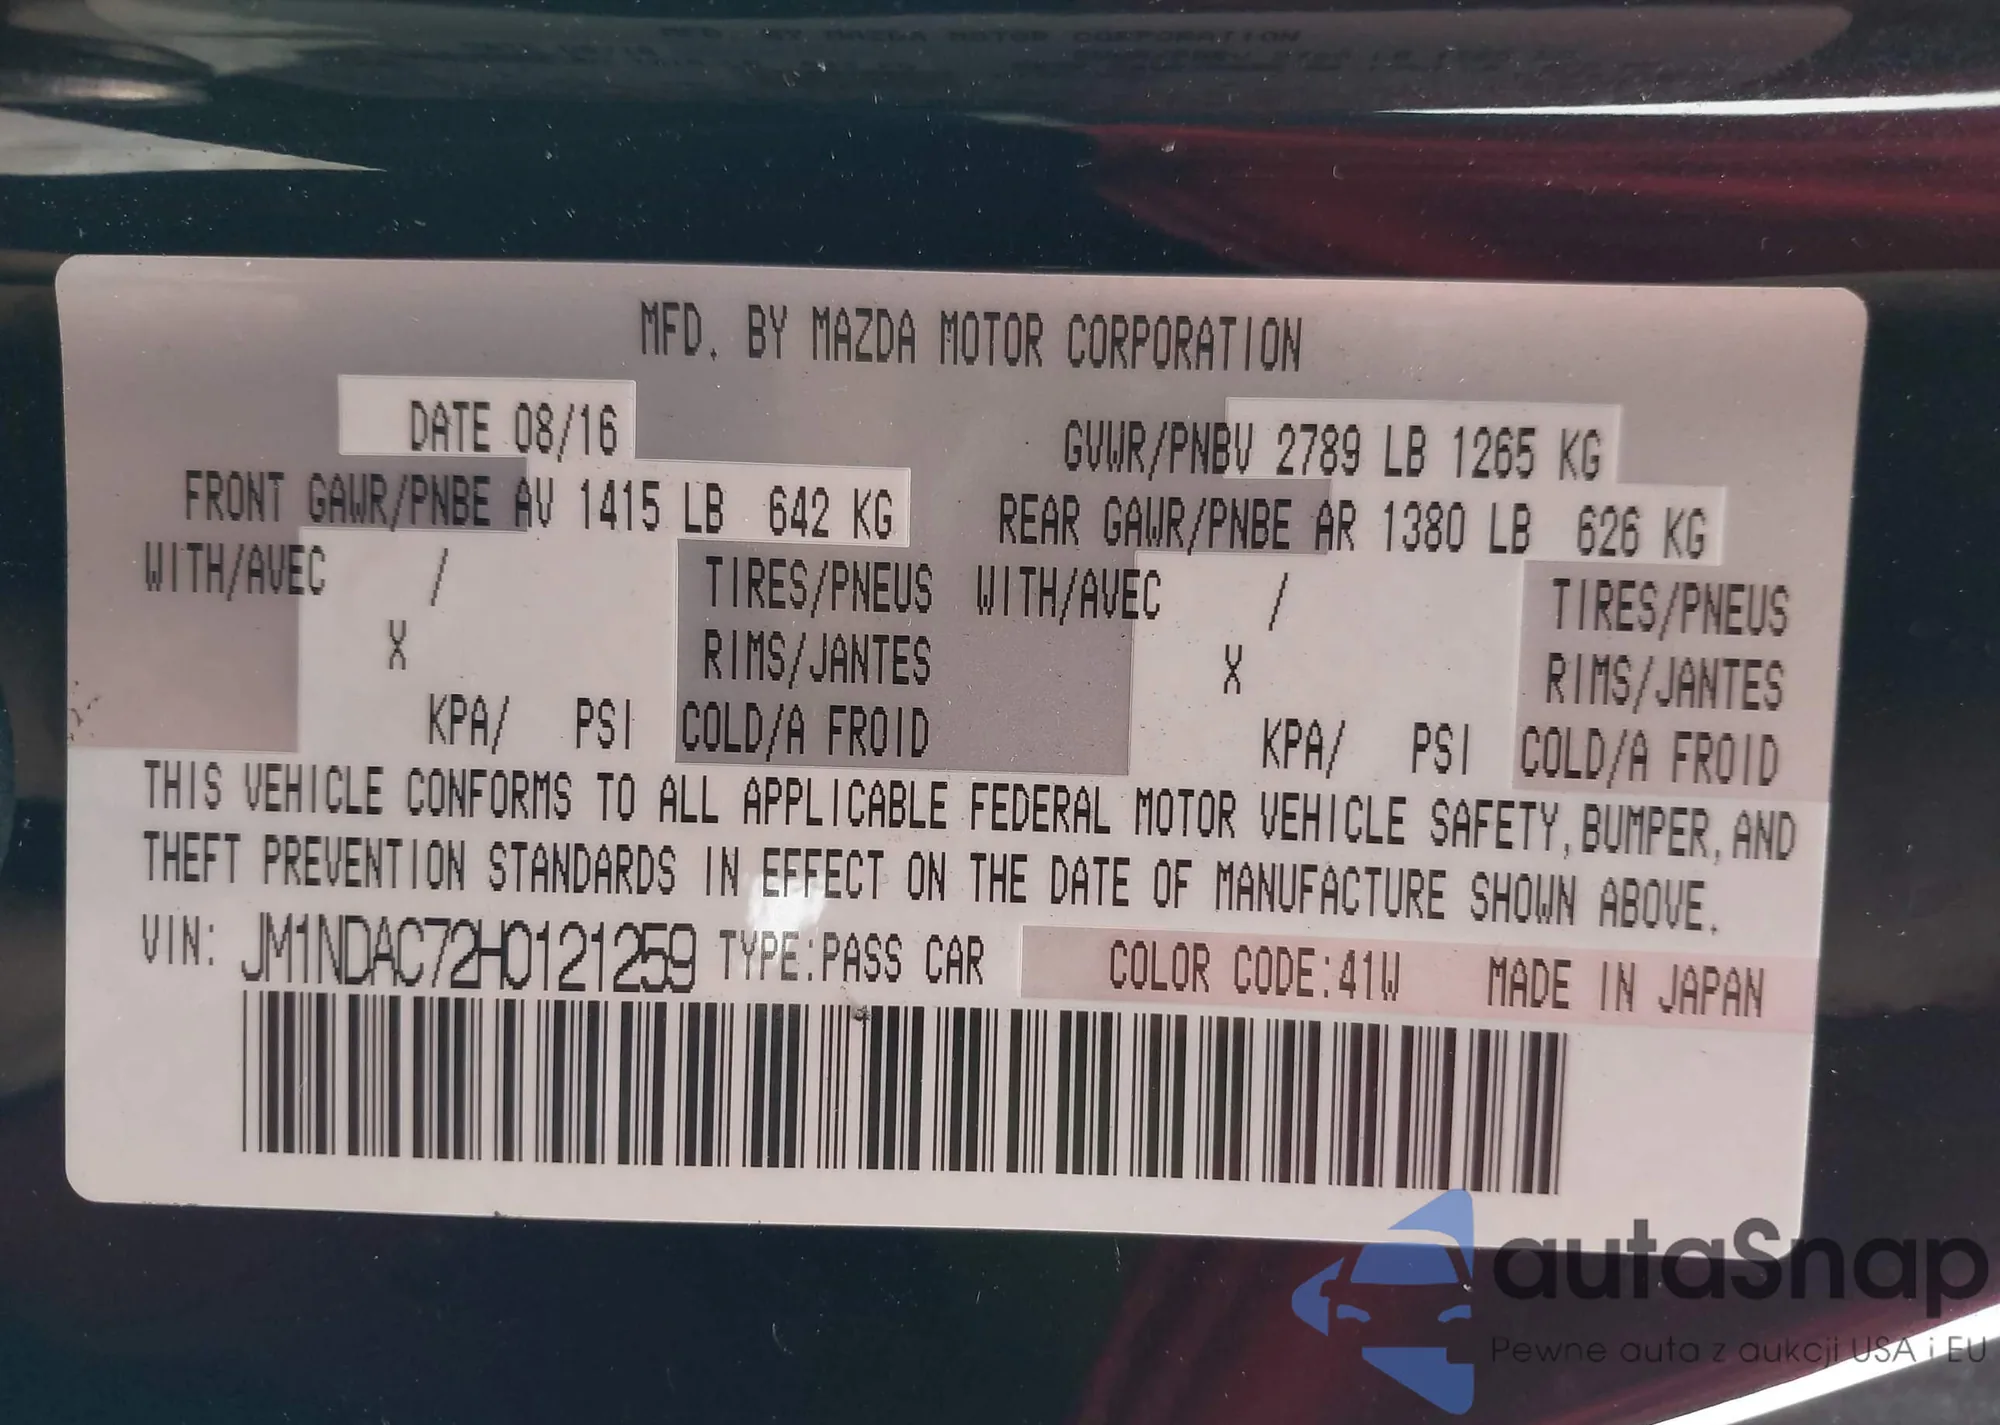 MFD. BY MAZDA MOTOR CORPORATION
DATE 08/16
GVWR/PNBV 2789 LB 1265 KG
FRONT GAWR/PNBE AV 1415 LB 642 KG
REAR GAWR/PNBE AR 1380 LB 626 KG
WITH/AVEC / TIRES/PNEUS WITH/AVEC / TIRES/PNEUS
X RIMS/JANTES X RIMS/JANTES
KPA/ PSI COLD/A FROID KPA/ PSI COLD/A FROID
THIS VEHICLE CONFORMS TO ALL APPLICABLE FEDERAL MOTOR VEHICLE SAFETY, BUMPER, AND
THEFT PREVENTION STANDARDS IN EFFECT ON THE DATE OF MANUFACTURE SHOWN ABOVE.
VIN: JM1NDAC72H0121259 TYPE:PASS CAR COLOR CODE:41W MADE IN JAPAN
autaSnap
Pewne auta z aukcji USA i EU